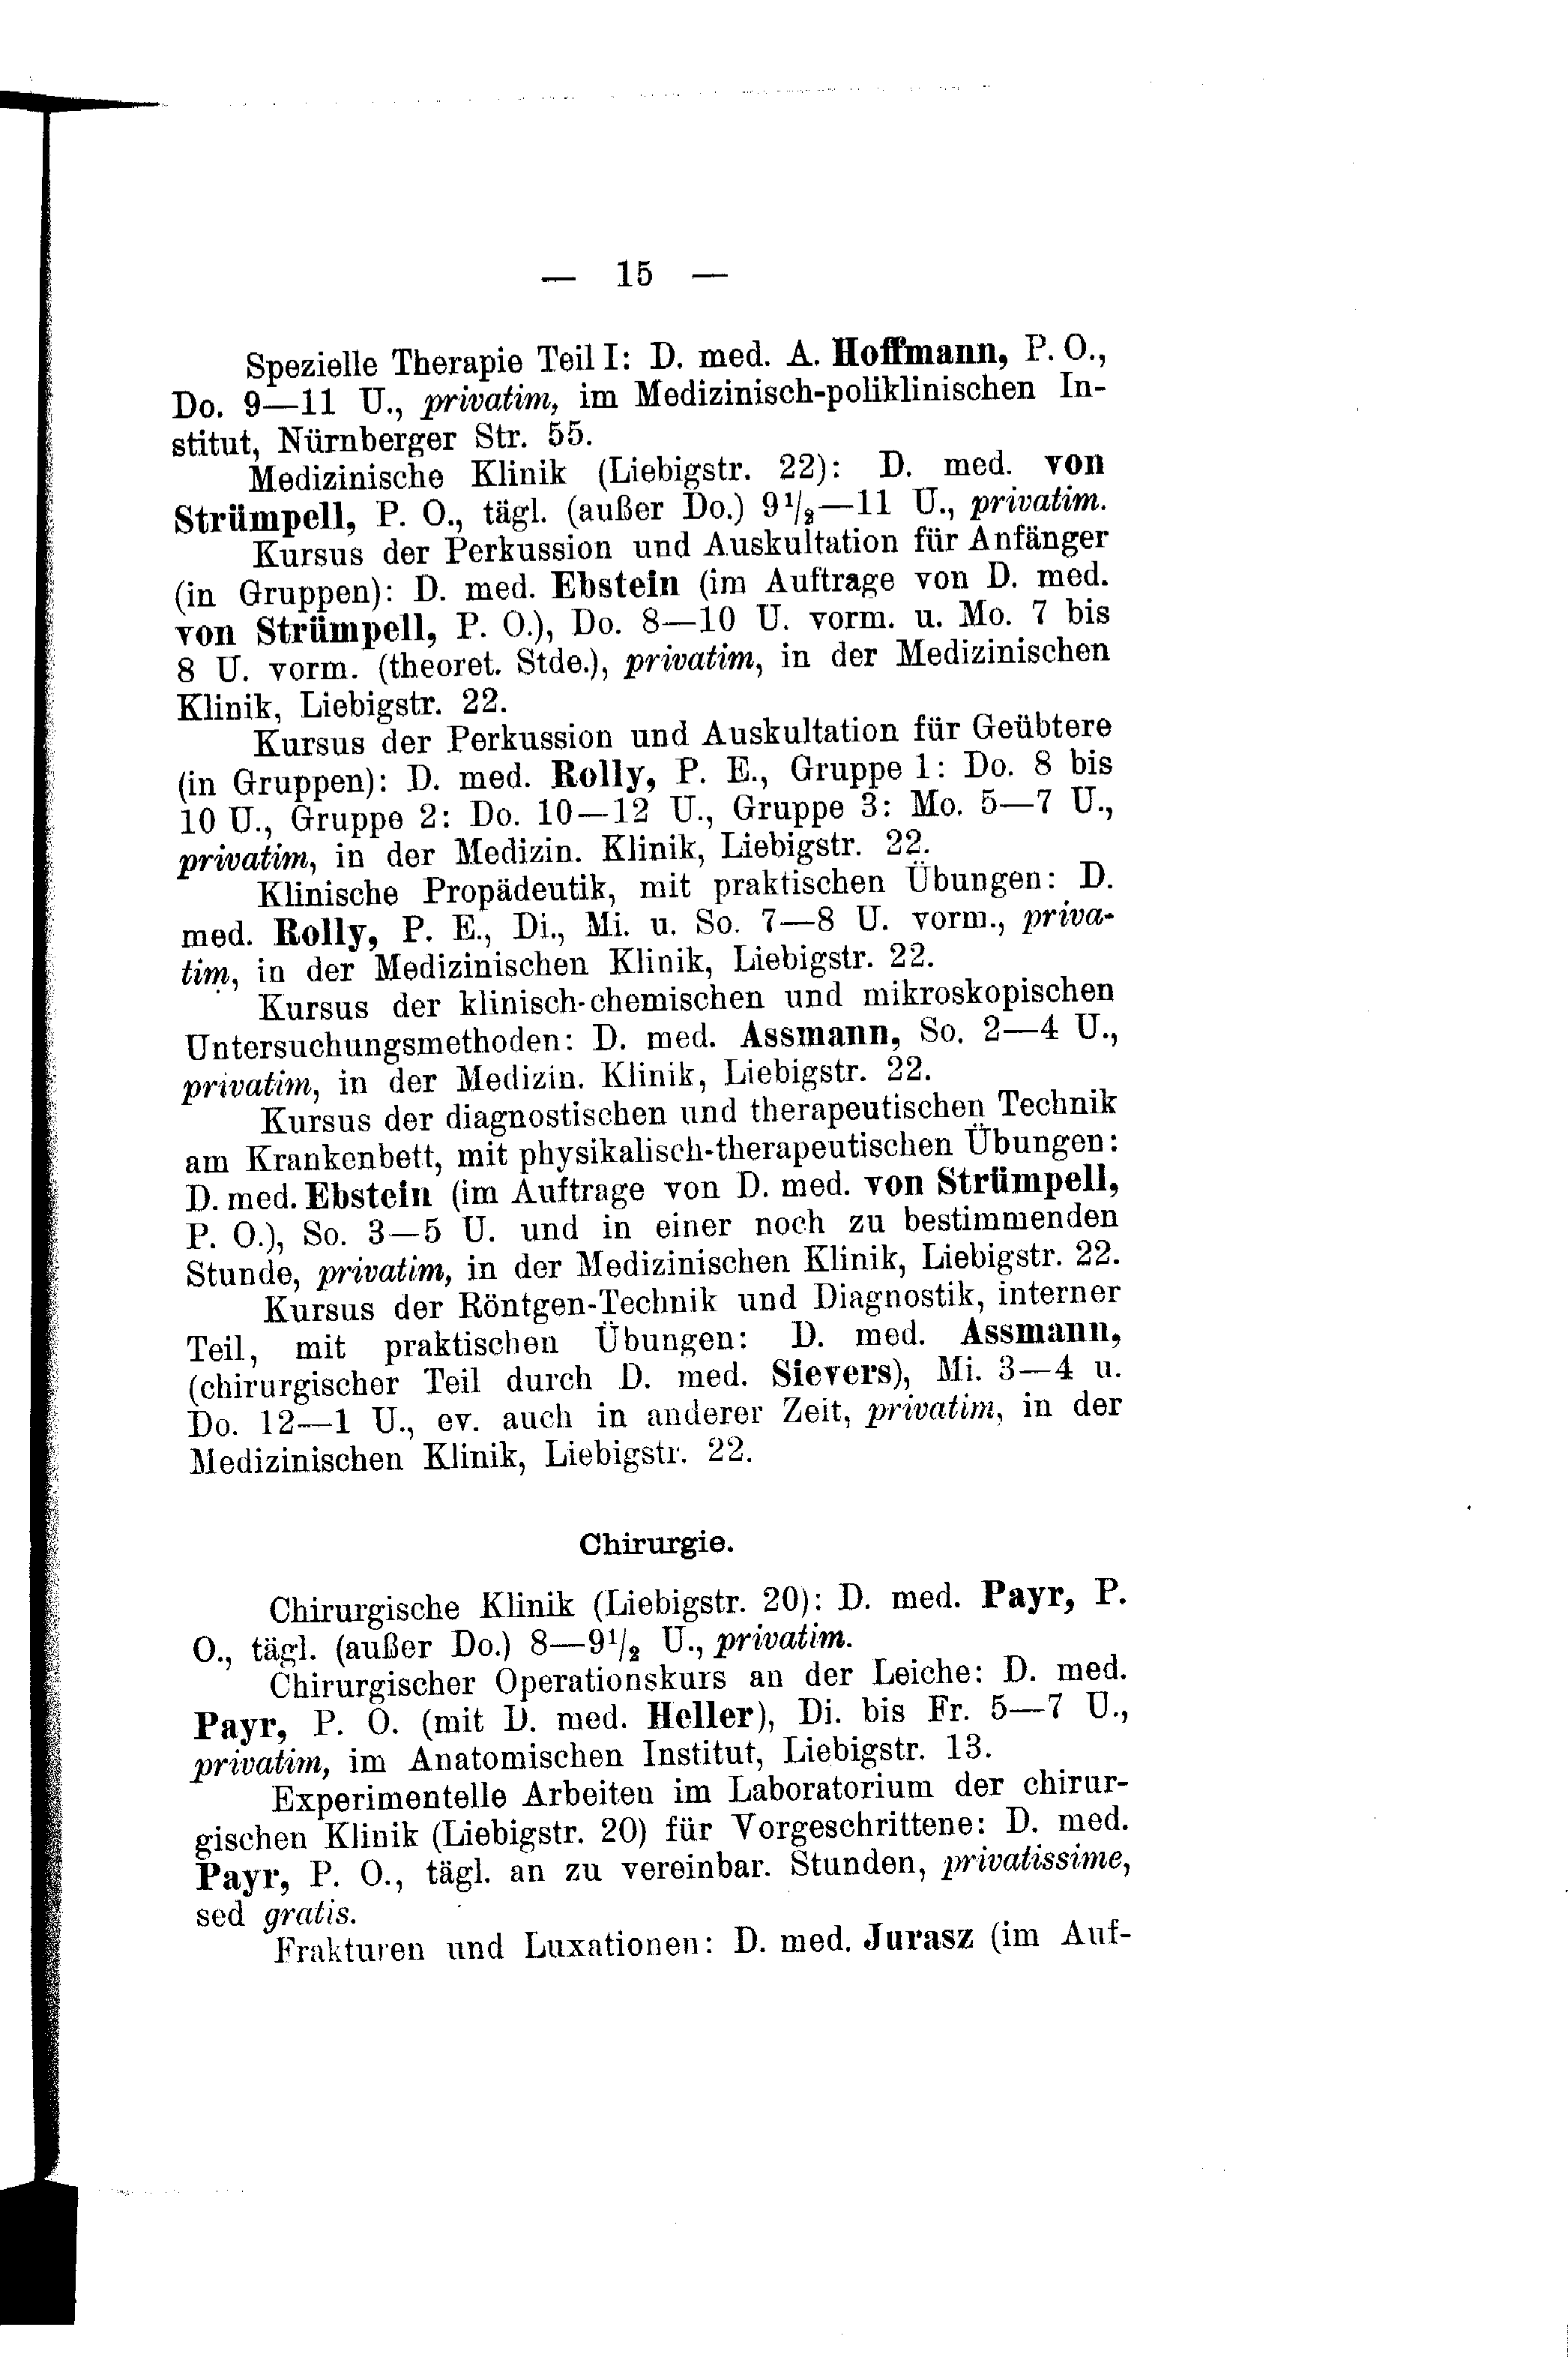 — 15 —
Spezielle Therapie Teil I: D. med. A. Hoffmann, P. O.,
Do. 9—11 U., privatim, im Medizinisch-poliklinischen In-
stitut, Nürnberger Str. 55.
Medizinische Klinik (Liebigstr. 22): D. med. von
Strümpell, P. O., tägl. (außer Do.) 9½—11 U., privatim.
Kursus der Perkussion und Auskultation für Anfänger
(in Gruppen): D. med. Ebstein (im Auftrage von D. med.
von Strümpell, P. O.), Do. 8—10 U. vorm. u. Mo. 7 bis
8 U. vorm. (theoret. Stde.), privatim, in der Medizinischen
Klinik, Liebigstr. 22.
Kursus der Perkussion und Auskultation für Geübtere
(in Gruppen): D. med. Rolly, P. E., Gruppe 1: Do. 8 bis
10 U., Gruppe 2: Do. 10—12 U., Gruppe 3: Mo. 5—7 U.,
privatim, in der Medizin. Klinik, Liebigstr. 22.
Klinische Propädeutik, mit praktischen Übungen: D.
med. Rolly, P. E., Di., Mi. u. So. 7—8 U. vorm., priva-
tim, in der Medizinischen Klinik, Liebigstr. 22.
Kursus der klinisch-chemischen und mikroskopischen
Untersuchungsmethoden: D. med. Assmann, So. 2—4 U.,
privatim, in der Medizin. Klinik, Liebigstr. 22.
Kursus der diagnostischen und therapeutischen Technik
am Krankenbett, mit physikalisch-therapeutischen Übungen:
D. med. Ebstein (im Auftrage von D. med. von Strümpell,
P. O.), So. 3—5 U. und in einer noch zu bestimmenden
Stunde, privatim, in der Medizinischen Klinik, Liebigstr. 22.
Kursus der Röntgen-Technik und Diagnostik, interner
Teil, mit praktischen Übungen: D. med. Assmann,
(chirurgischer Teil durch D. med. Sievers), Mi. 3—4 u.
Do. 12—1 U., ev. auch in anderer Zeit, privatim, in der
Medizinischen Klinik, Liebigstr. 22.
Chirurgie.
Chirurgische Klinik (Liebigstr. 20): D. med. Payr, P.
O., tägl. (außer Do.) 8—9½ U., privatim.
Chirurgischer Operationskurs an der Leiche: D. med.
Payr, P. O. (mit D. med. Heller), Di. bis Fr. 5—7 U.,
privatim, im Anatomischen Institut, Liebigstr. 13.
Experimentelle Arbeiten im Laboratorium der chirur-
gischen Klinik (Liebigstr. 20) für Vorgeschrittene: D. med.
Payr, P. O., tägl. an zu vereinbar. Stunden, privatissime,
sed gratis.
Frakturen und Luxationen: D. med. Jurasz (im Auf-